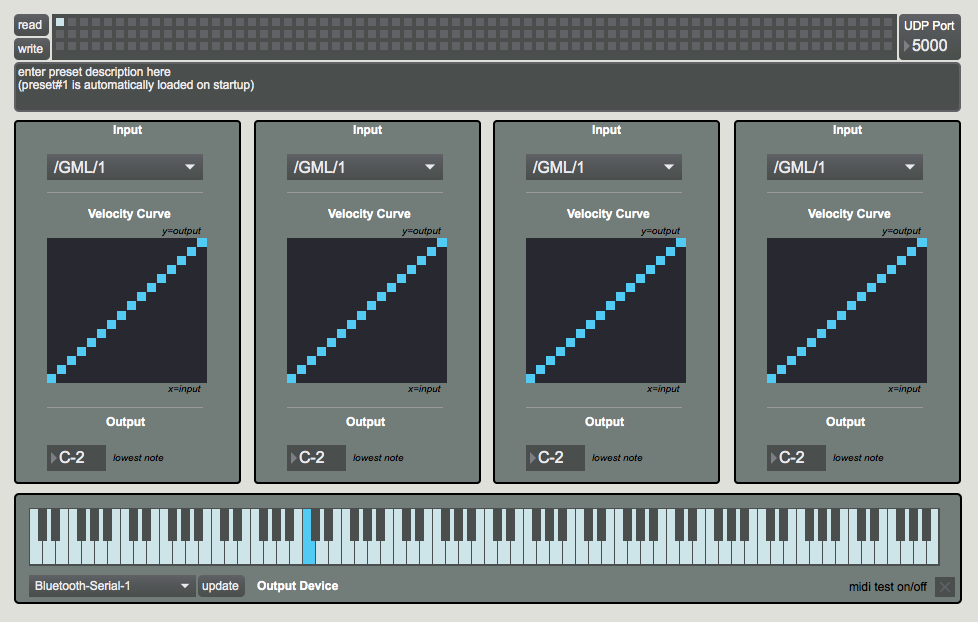 read
write
UDP Port
5000
enter preset description here
(preset#1 is automatically loaded on startup)
Input
/GML/1
Velocity Curve
y=output
x=input
Output
C-2 lowest note
Input
/GML/1
Velocity Curve
y=output
x=input
Output
C-2 lowest note
Input
/GML/1
Velocity Curve
y=output
x=input
Output
C-2 lowest note
Input
/GML/1
Velocity Curve
y=output
x=input
Output
C-2 lowest note
Bluetooth-Serial-1 update Output Device midi test on/off